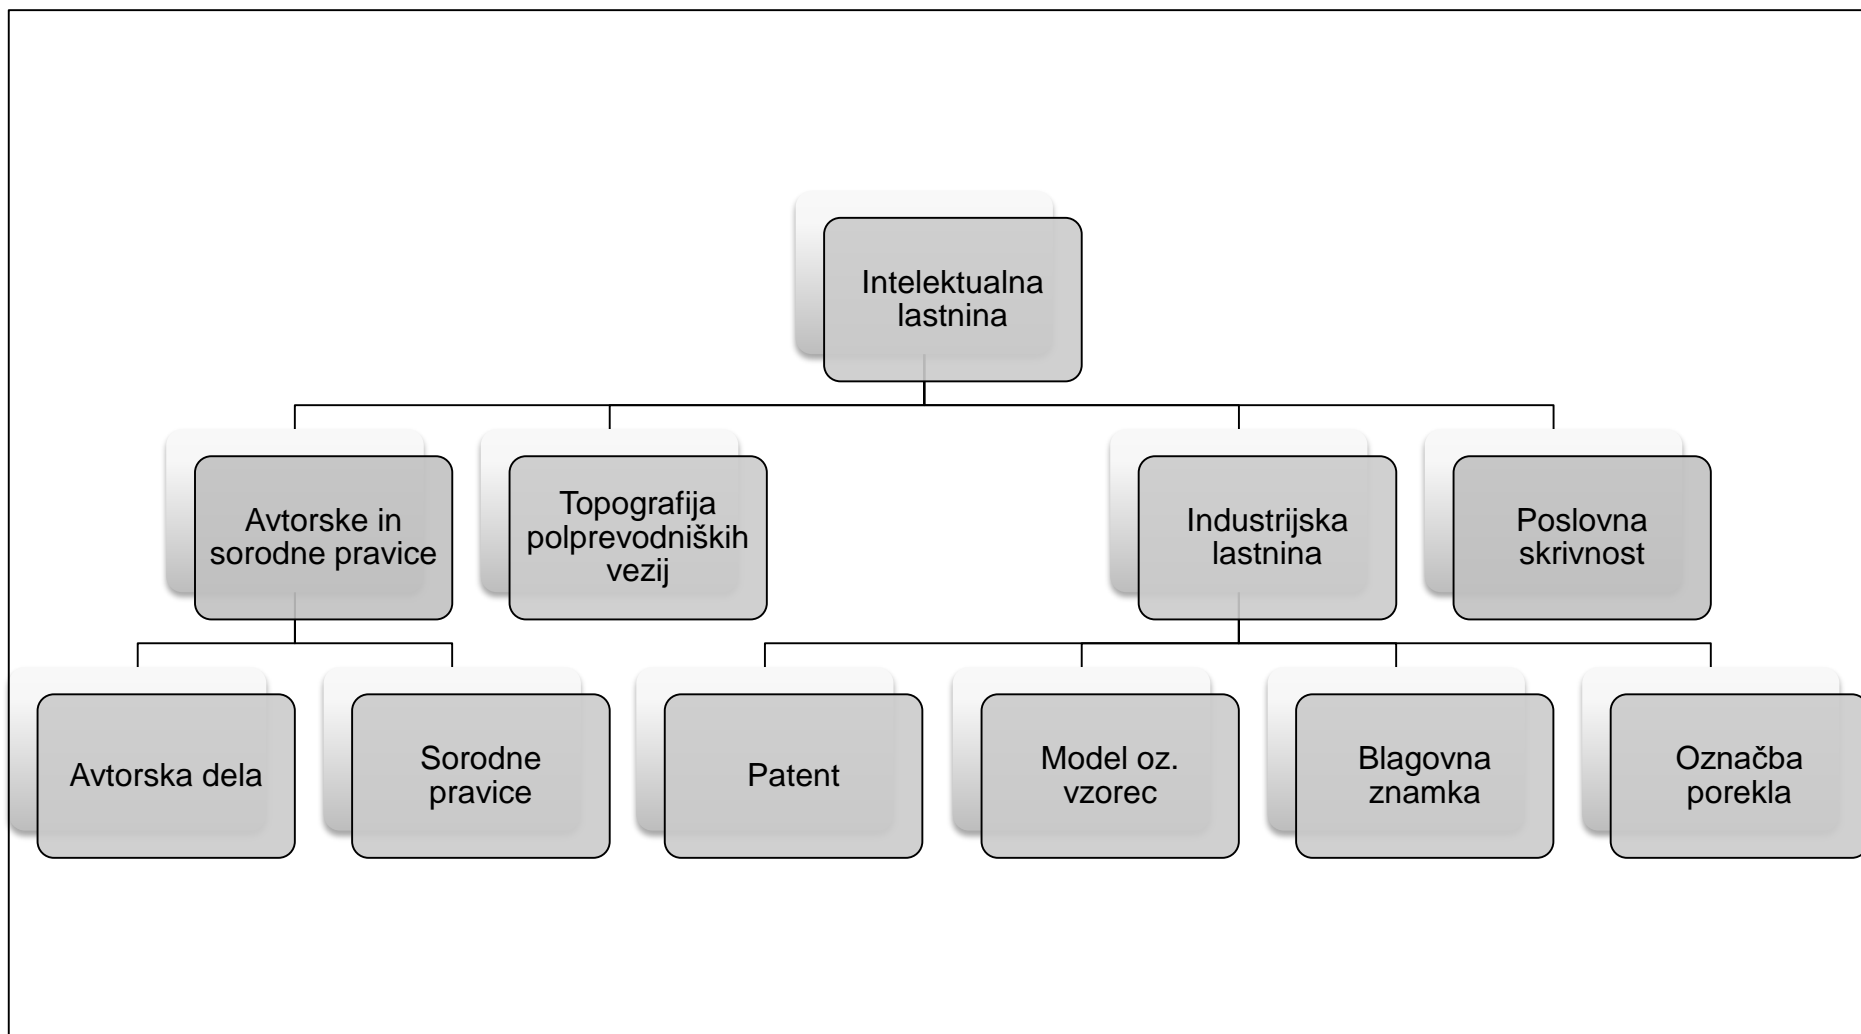 Intelektualna
lastnina
Avtorske in
sorodne pravice
Topografija
polprevodniških
vezij
Industrijska
lastnina
Poslovna
skrivnost
Avtorska dela
Sorodne
pravice
Patent
Model oz.
vzorec
Blagovna
znamka
Označba
porekla